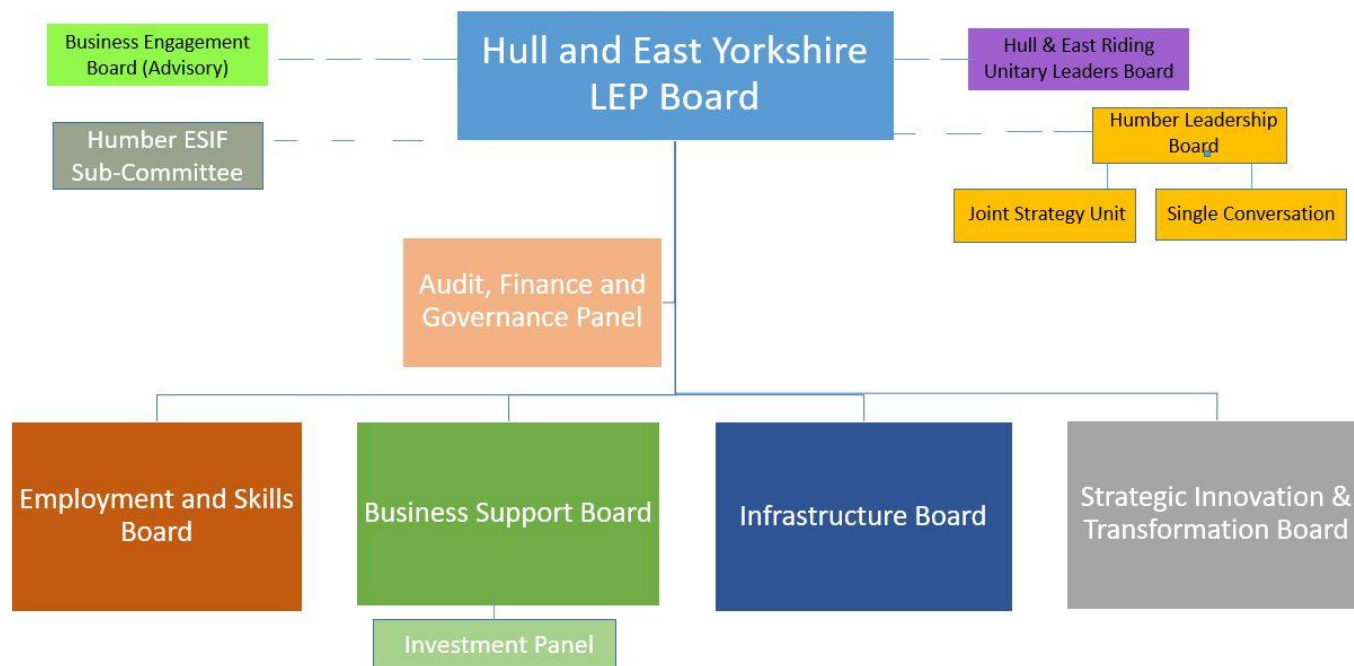 Business Engagement
Board (Advisory)
Hull and East Yorkshire
LEP Board
Hull & East Riding
Unitary Leaders Board
Humber ESIF
Sub-Committee
Humber Leadership
Board
Joint Strategy Unit
Single Conversation
Audit, Finance and
Governance Panel
Employment and Skills
Board
Business Support Board
Infrastructure Board
Strategic Innovation &
Transformation Board
Investment Panel